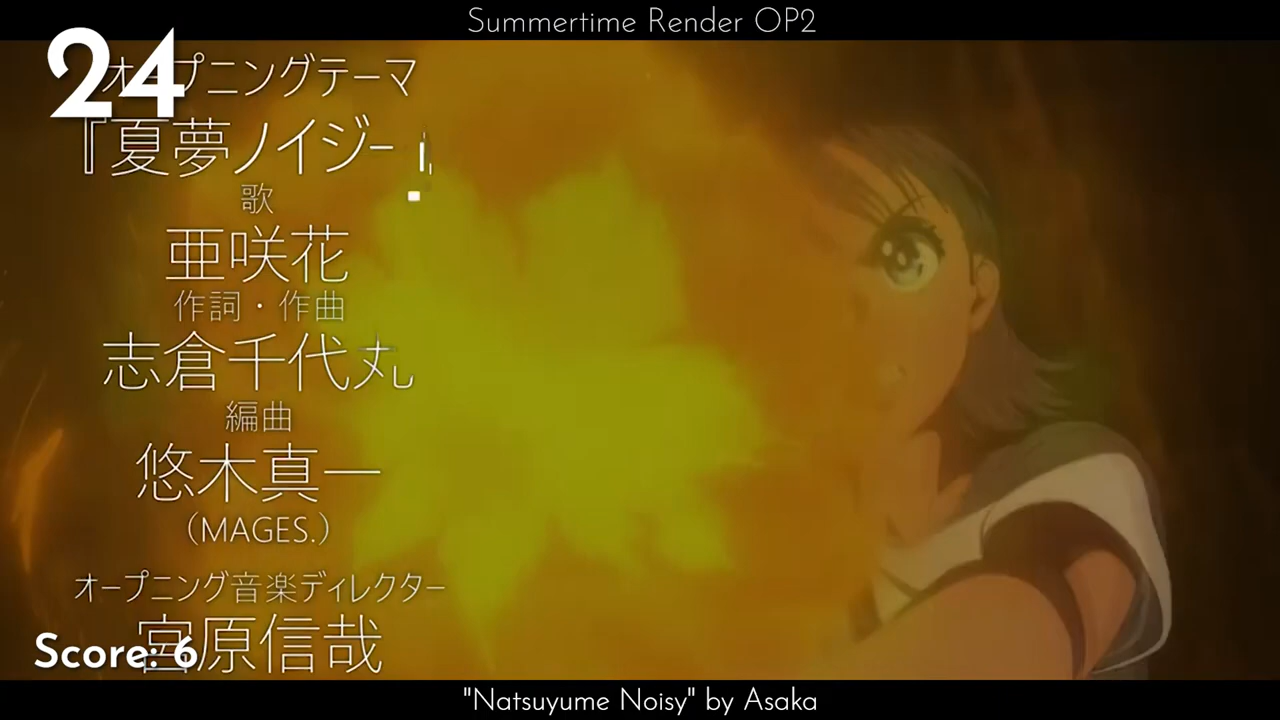 Summertime Render OP2
24
オープニングテーマ
『夏夢ノイジー』
歌
亜咲花
作詞・作曲
志倉千代丸
編曲
悠木真一
(MAGES.)
オープニング音楽ディレクター
宮原信哉
Score: 6
"Natsuyume Noisy" by Asaka